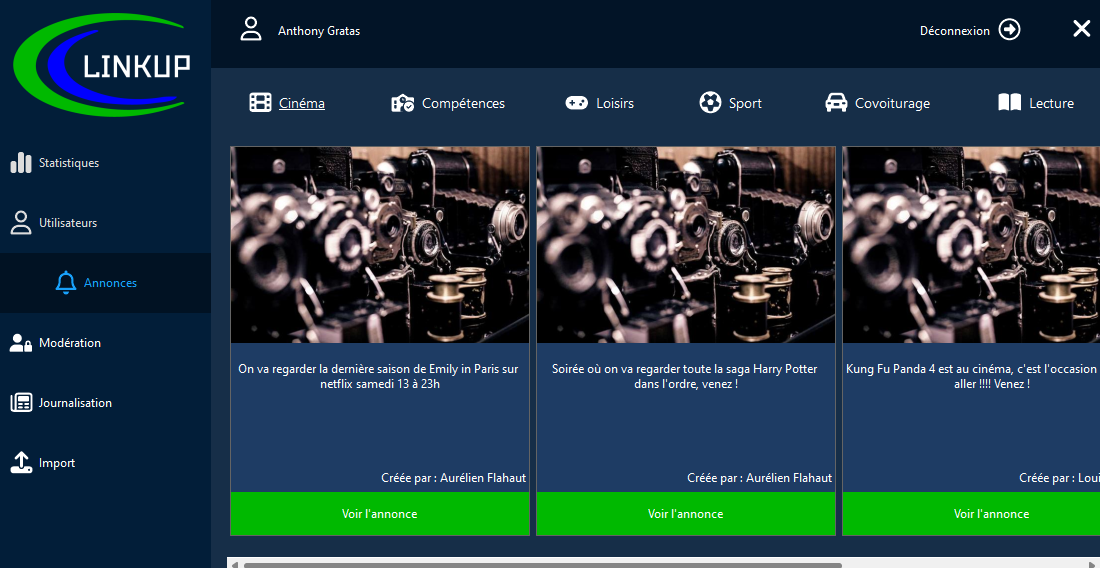 LINKUP
Anthony Gratas
Déconnexion
Cinéma
Compétences
Loisirs
Sport
Covoiturage
Lecture
Statistiques
Utilisateurs
Annonces
Modération
Journalisation
Import
On va regarder la dernière saison de Emily in Paris sur
netflix samedi 13 à 23h
Créée par : Aurélien Flahaut
Voir l'annonce
Soirée où on va regarder toute la saga Harry Potter
dans l'ordre, venez !
Créée par : Aurélien Flahaut
Voir l'annonce
Kung Fu Panda 4 est au cinéma, c'est l'occasion
aller !!!! Venez !
Créée par : Loui
Voir l'annonce